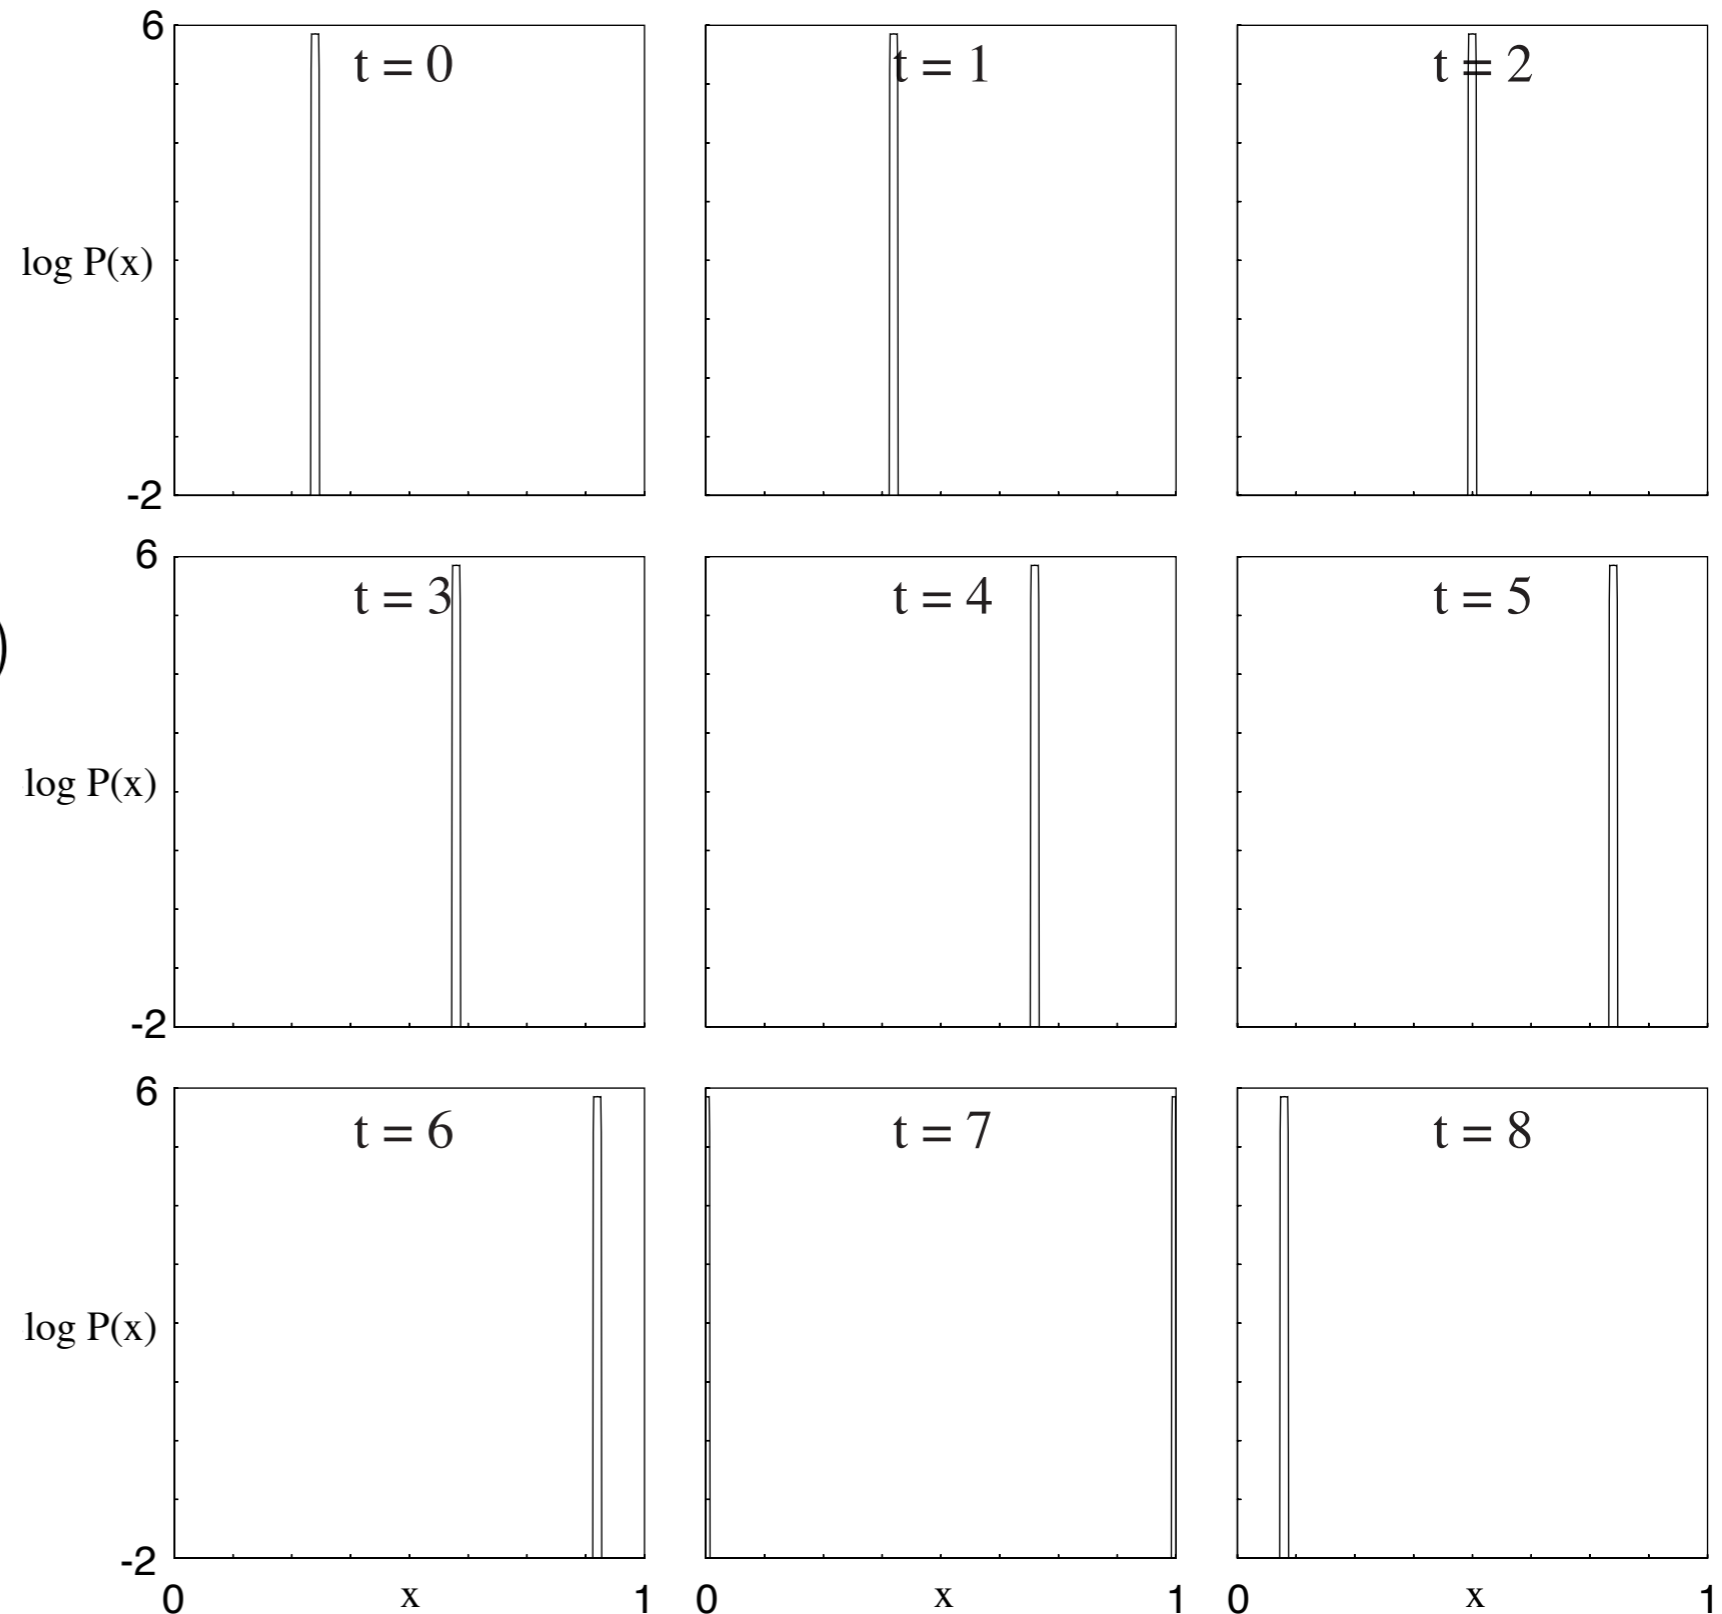 6
t = 0
t = 1
t = 2
log P(x)
-2
6
t = 3
t = 4
t = 5
)
log P(x)
-2
6
t = 6
t = 7
t = 8
log P(x)
-2
0 x 1 0 x 1 0 x 1